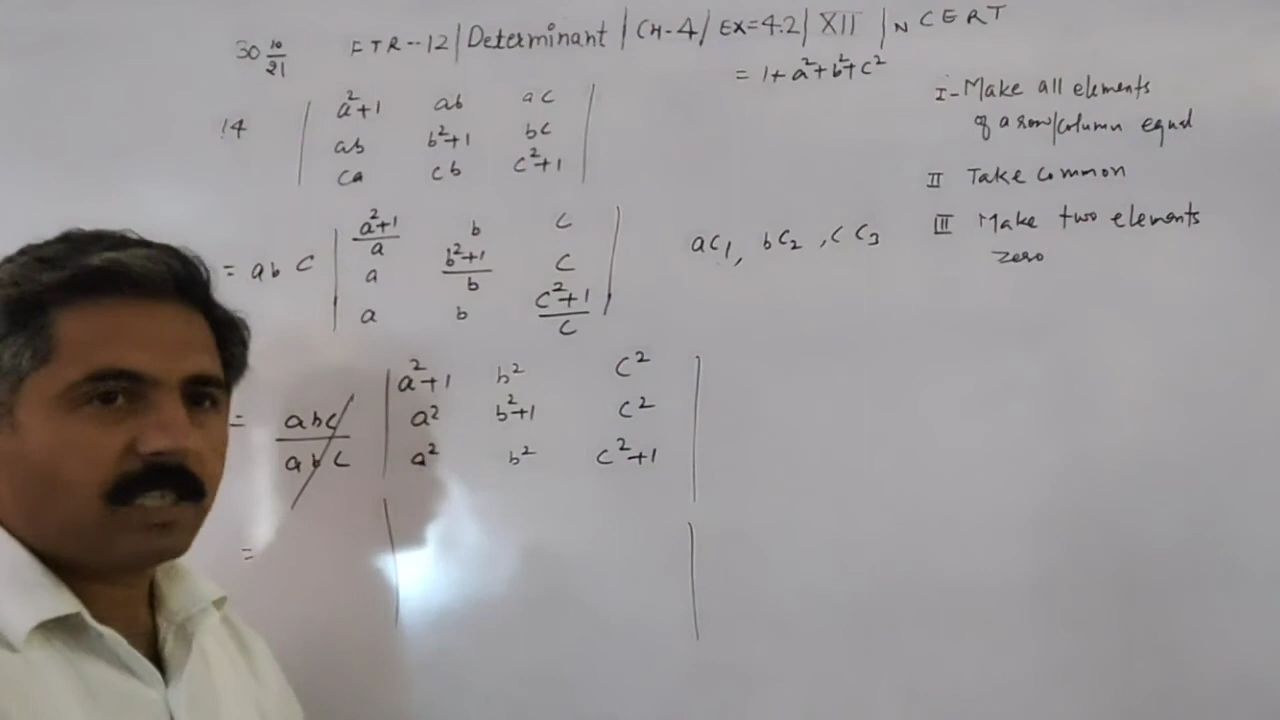 30 10/21 FTR-12 | Determinant | CH-4 / EX=4.2 | XII | NCERT
14 | a²+1 ab ac | = 1+a²+b²+c²
| ab b²+1 bc |
| ca cb c²+1 |
= abc | (a²+1)/a b c | aC₁, bC₂, cC₃
| a (b²+1)/b c |
| a b (c²+1)/c |
= abc/abc | a²+1 b² c² |
| a² b²+1 c² |
| a² b² c²+1 |
= | |
I- Make all elements
of a row/column equal
II Take common
III Make two elements
zero